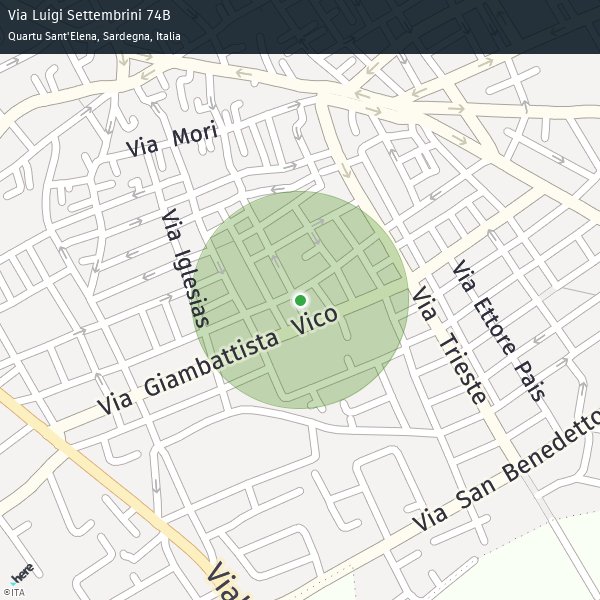 Via Luigi Settembrini 74B
Quartu Sant'Elena, Sardegna, Italia
Via Mori
Via Iglesias
Via Giambattista Vico
Via Trieste
Via Ettore Pais
Via San Benedetto
Vial
here
©ITA